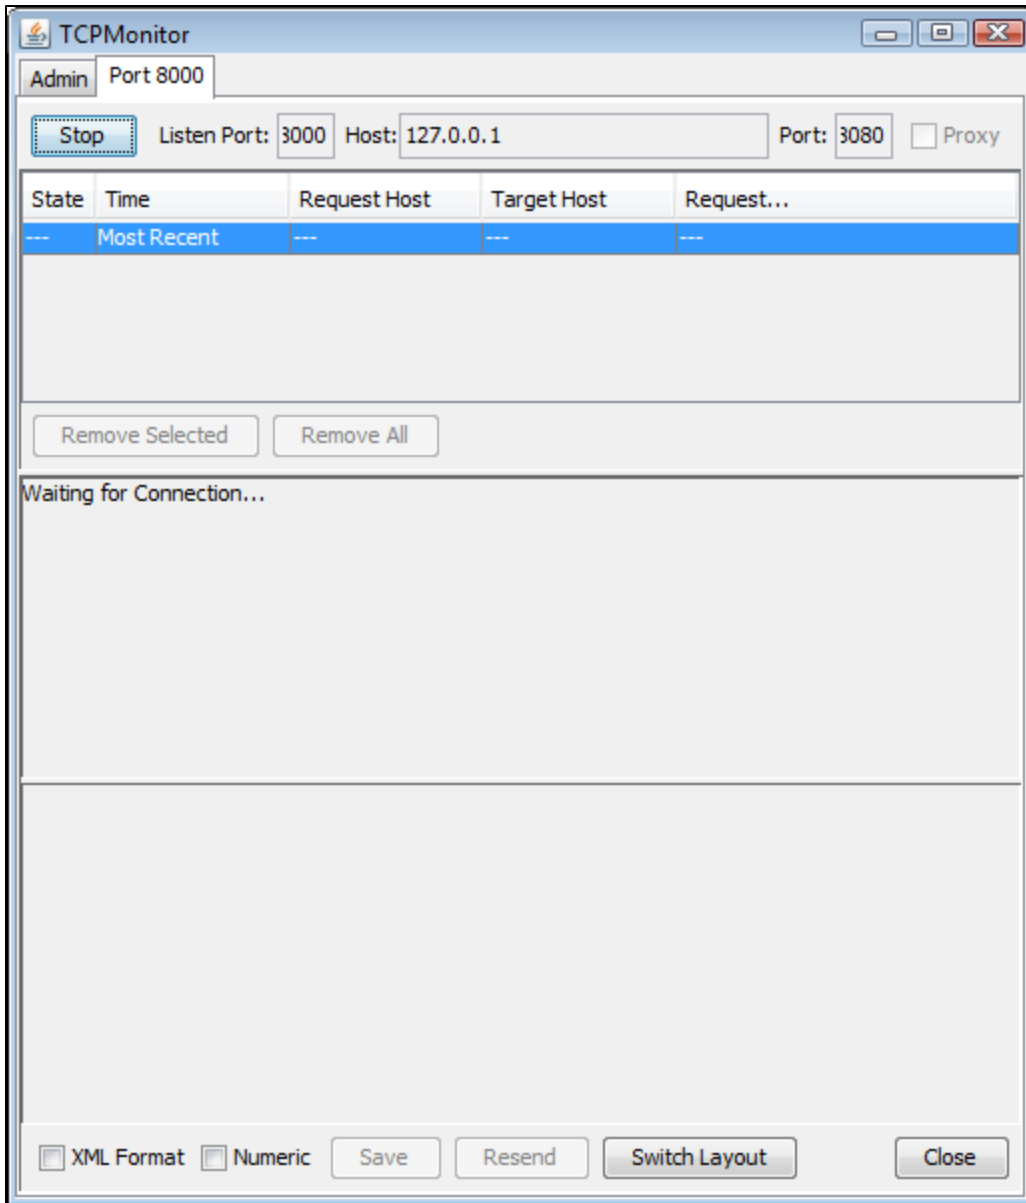 TCPMonitor
Admin Port 8000
Stop Listen Port: 3000 Host: 127.0.0.1 Port: 3080 Proxy
State Time Request Host Target Host Request...
--- Most Recent --- --- ---
Remove Selected Remove All
Waiting for Connection...
XML Format Numeric Save Resend Switch Layout Close